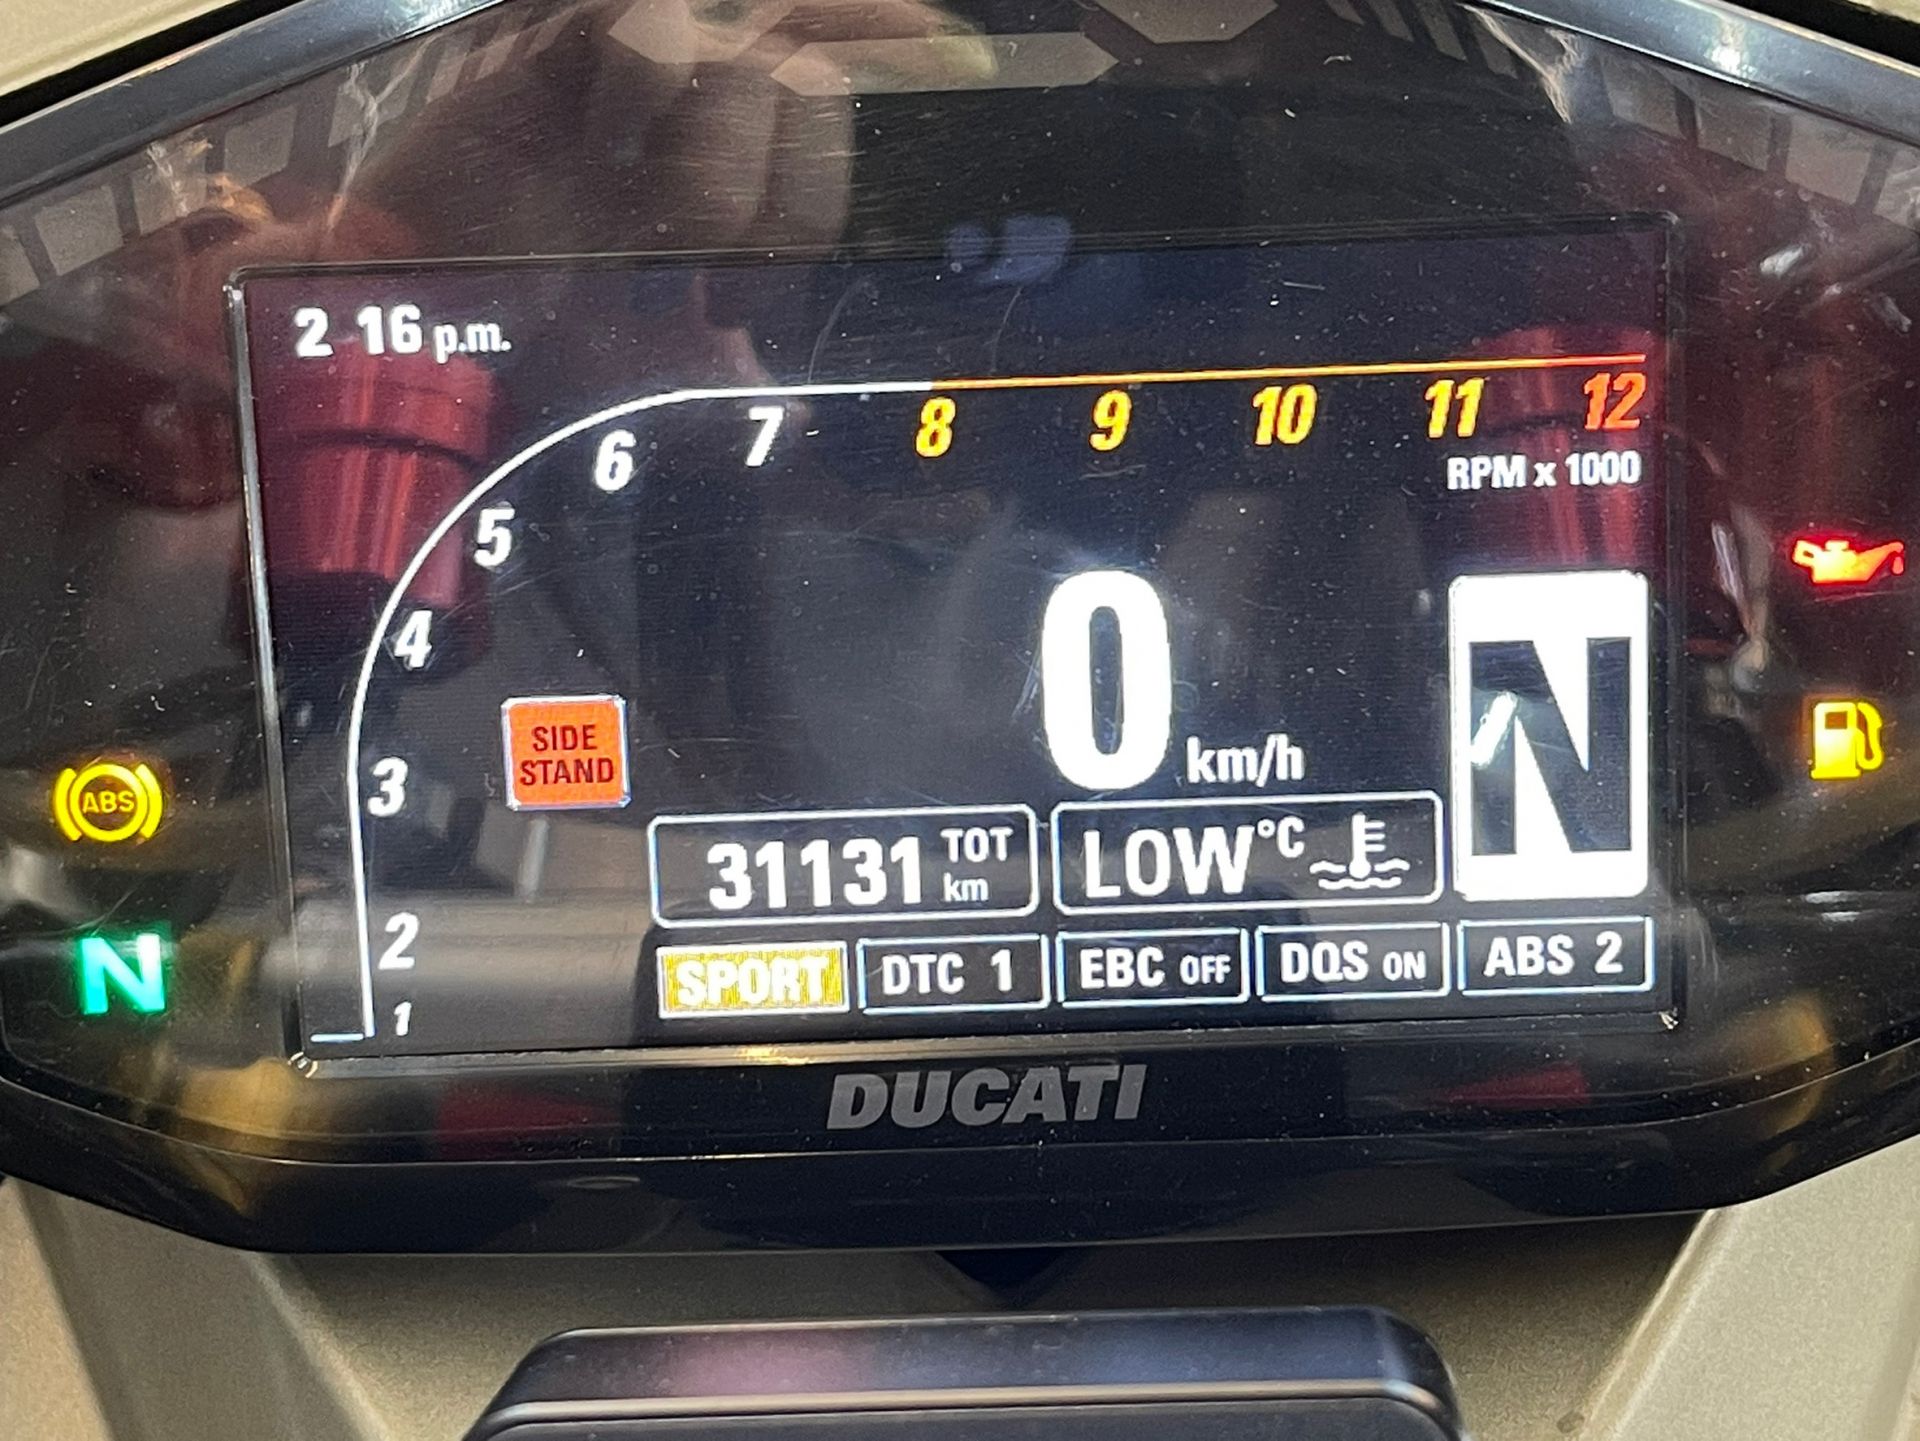 2 16 p.m.
6 7 8 9 10 11 12
RPM x 1000
5
4
3
2
1
SIDE
STAND
0 km/h
N
31131 TOT
km
LOW °C
SPORT DTC 1 EBC OFF DQS ON ABS 2
ABS
N
DUCATI